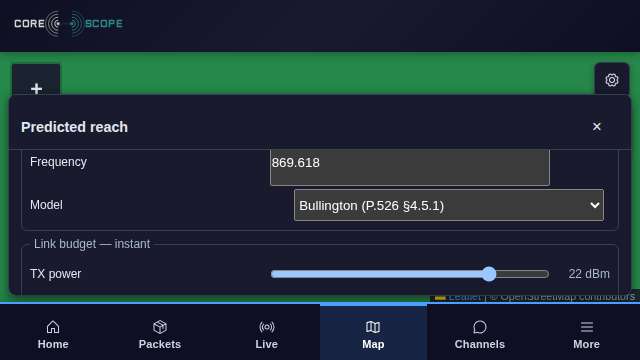 CORE SCOPE
+
Predicted reach ×
Frequency 869.618
Model Bullington (P.526 §4.5.1)
Link budget — instant
TX power 22 dBm
Leaflet | © OpenStreetMap contributors
Home Packets Live Map Channels More